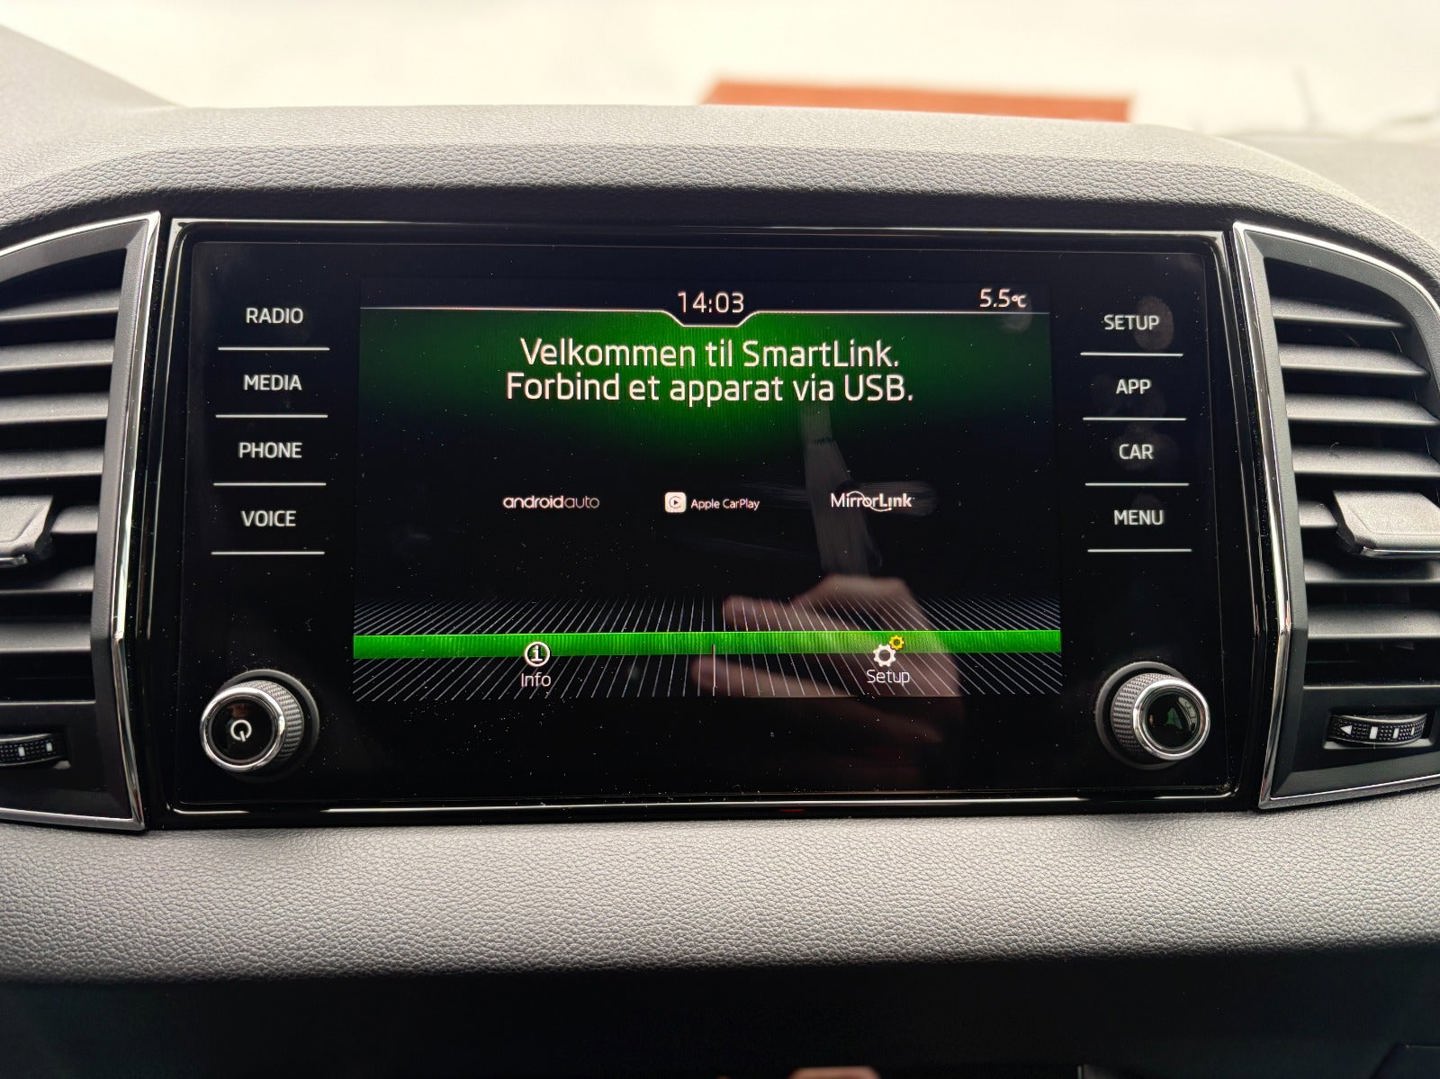 14:03
5.5°C
RADIO
MEDIA
PHONE
VOICE
Velkommen til SmartLink.
Forbind et apparat via USB.
androidauto
Apple CarPlay
MirrorLink
Info
Setup
SETUP
APP
CAR
MENU